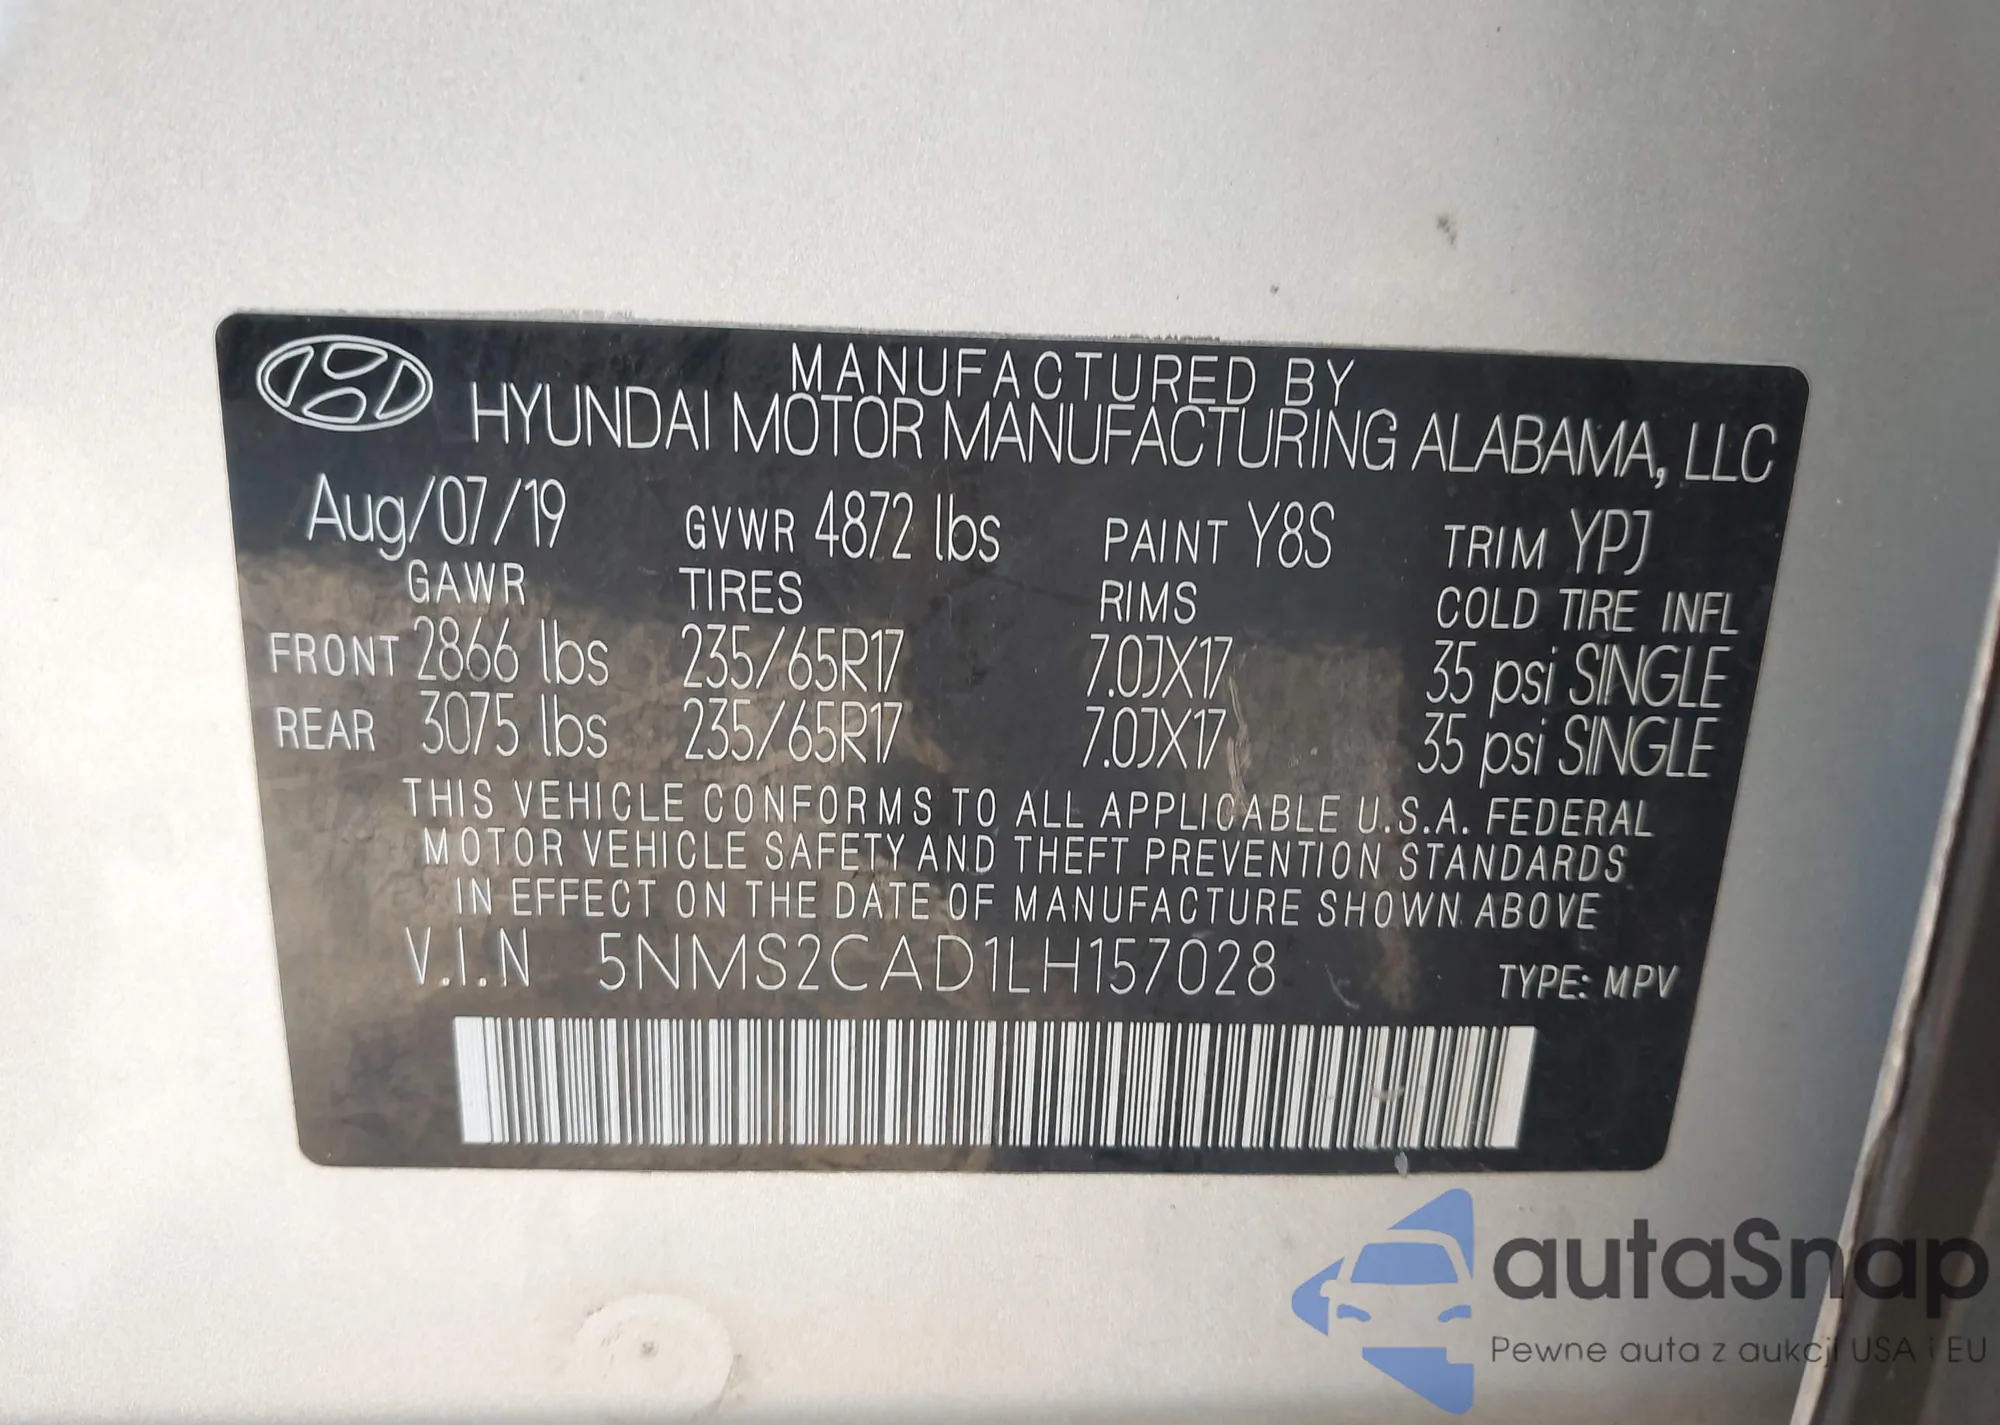 MANUFACTURED BY
HYUNDAI MOTOR MANUFACTURING ALABAMA, LLC
Aug/07/19 GVWR 4872 lbs PAINT Y8S TRIM YPJ
GAWR TIRES RIMS COLD TIRE INFL
FRONT 2866 lbs 235/65R17 7.0JX17 35 psi SINGLE
REAR 3075 lbs 235/65R17 7.0JX17 35 psi SINGLE
THIS VEHICLE CONFORMS TO ALL APPLICABLE U.S.A. FEDERAL
MOTOR VEHICLE SAFETY AND THEFT PREVENTION STANDARDS
IN EFFECT ON THE DATE OF MANUFACTURE SHOWN ABOVE
V.I.N 5NMS2CAD1LH157028 TYPE: MPV
autaSnap
Pewne auta z aukcji USA i EU